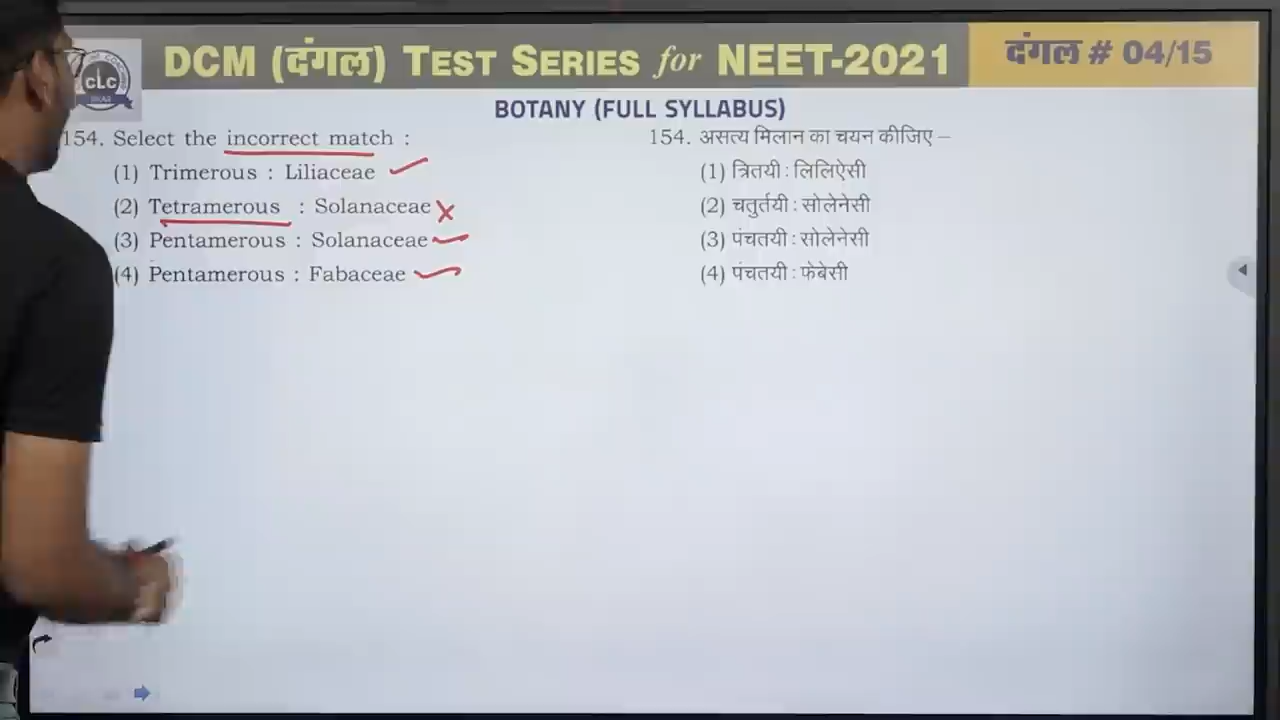 DCM (दंगल) TEST SERIES for NEET-2021
दंगल # 04/15
CLC
BOTANY (FULL SYLLABUS)
154. Select the incorrect match :
(1) Trimerous : Liliaceae
(2) Tetramerous : Solanaceae
(3) Pentamerous : Solanaceae
(4) Pentamerous : Fabaceae
154. असत्य मिलान का चयन कीजिए –
(1) त्रितयी : लिलिऐसी
(2) चतुर्तयी : सोलेनेसी
(3) पंचतयी : सोलेनेसी
(4) पंचतयी : फेबेसी